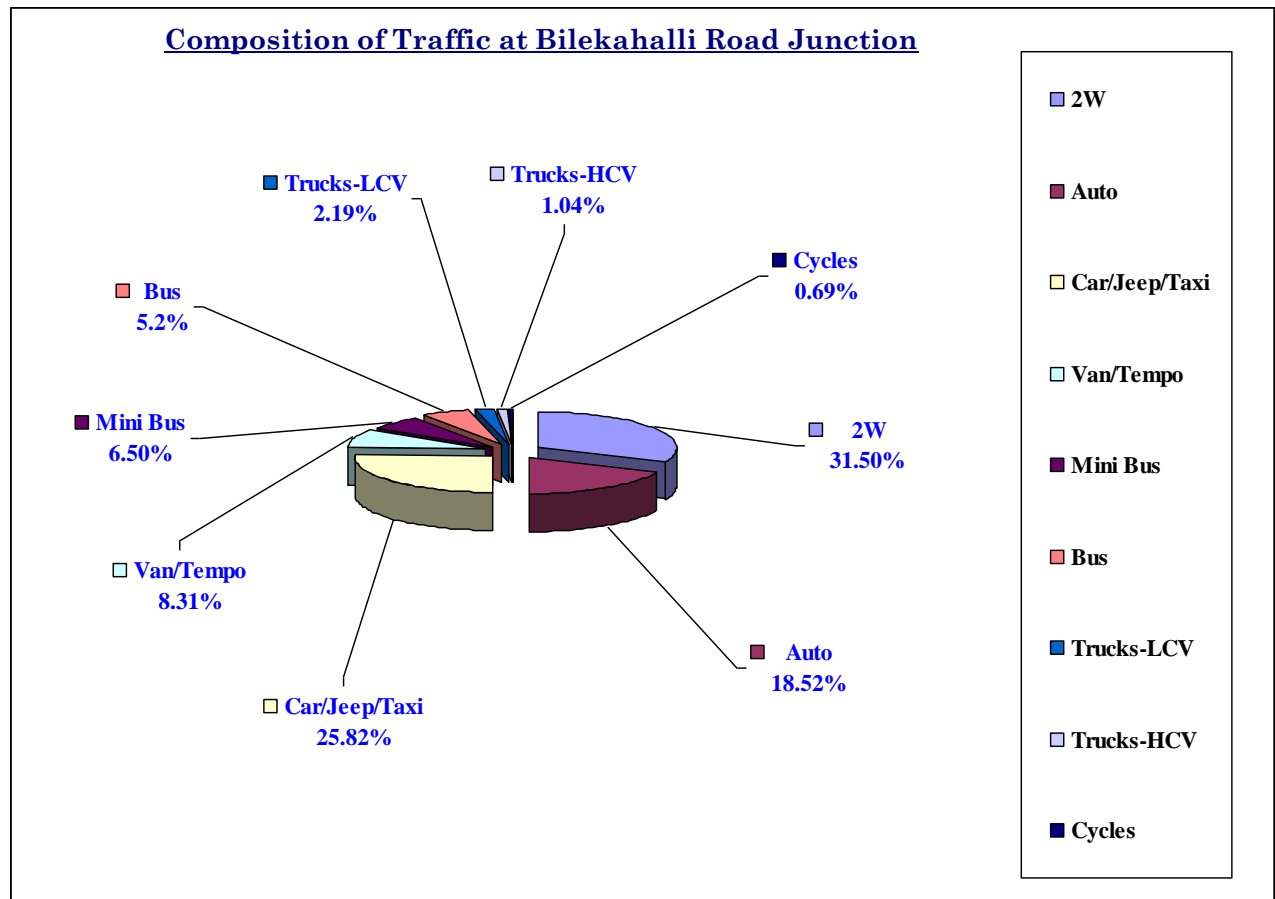 Composition of Traffic at Bilekahalli Road Junction
Trucks-LCV
2.19%
Trucks-HCV
1.04%
Cycles
0.69%
Bus
5.2%
Mini Bus
6.50%
2W
31.50%
Van/Tempo
8.31%
Auto
18.52%
Car/Jeep/Taxi
25.82%
2W
Auto
Car/Jeep/Taxi
Van/Tempo
Mini Bus
Bus
Trucks-LCV
Trucks-HCV
Cycles